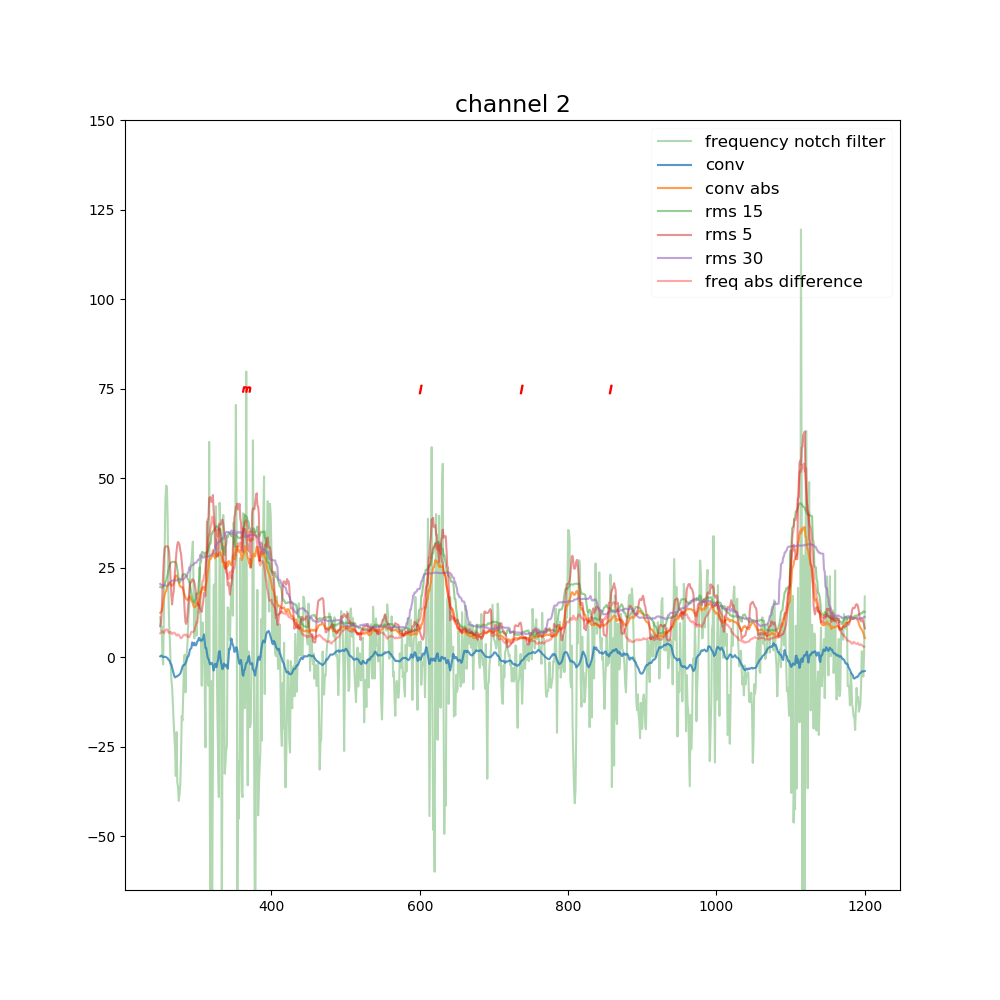 channel 2
150
125
100
75
50
25
0
−25
−50
frequency notch filter
conv
conv abs
rms 15
rms 5
rms 30
freq abs difference
m l l l
400 600 800 1000 1200